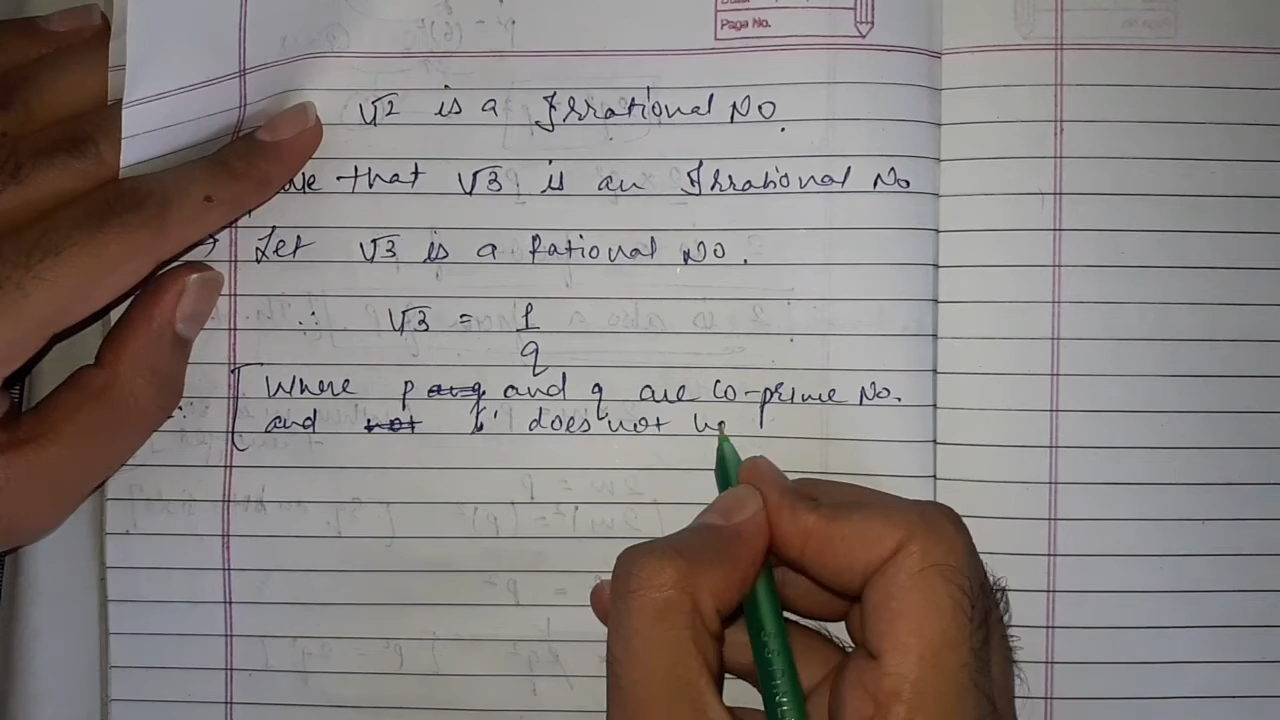 Paga No.
√2 is a Irrational No.
that √3 is an Irrational No
→ Let √3 is a Rational No.
∴ √3 = p
q
Where p and q are co-prime No.
and does not